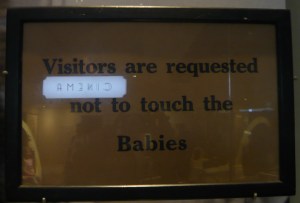 Visitors are requested
not to touch the
Babies